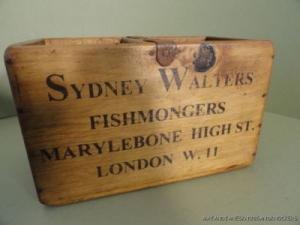 SYDNEY WALTERS
FISHMONGERS
MARYLEBONE HIGH ST.
LONDON W. 11